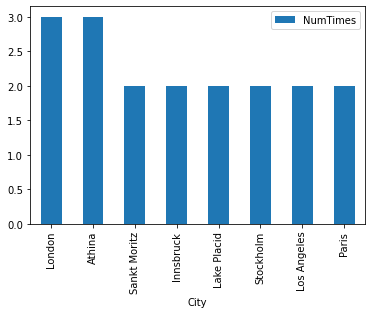 3.0
2.5
2.0
1.5
1.0
0.5
0.0
NumTimes
London
Athina
Sankt Moritz
Innsbruck
Lake Placid
Stockholm
Los Angeles
Paris
City